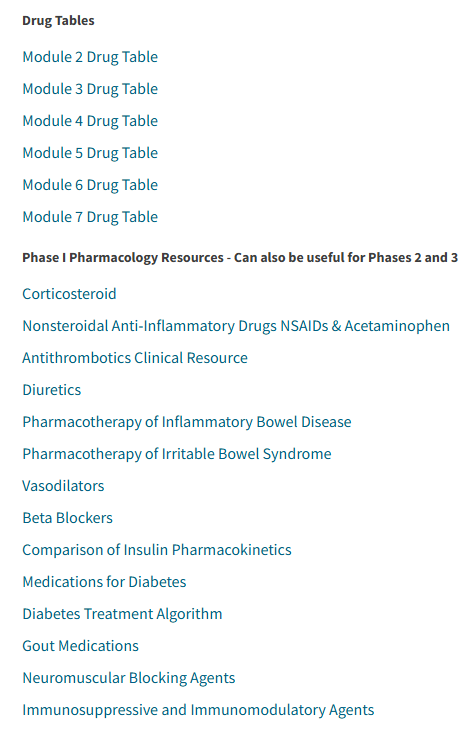 Drug Tables
Module 2 Drug Table
Module 3 Drug Table
Module 4 Drug Table
Module 5 Drug Table
Module 6 Drug Table
Module 7 Drug Table
Phase I Pharmacology Resources - Can also be useful for Phases 2 and 3
Corticosteroid
Nonsteroidal Anti-Inflammatory Drugs NSAIDs & Acetaminophen
Antithrombotics Clinical Resource
Diuretics
Pharmacotherapy of Inflammatory Bowel Disease
Pharmacotherapy of Irritable Bowel Syndrome
Vasodilators
Beta Blockers
Comparison of Insulin Pharmacokinetics
Medications for Diabetes
Diabetes Treatment Algorithm
Gout Medications
Neuromuscular Blocking Agents
Immunosuppressive and Immunomodulatory Agents